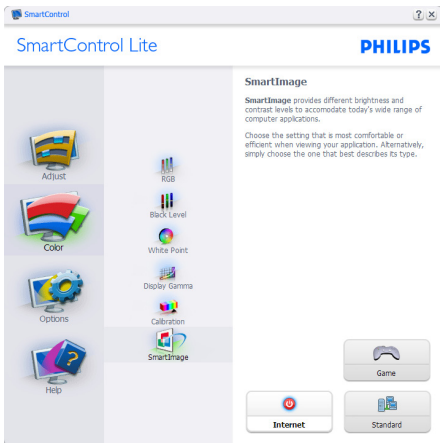 SmartControl
SmartControl Lite
PHILIPS
Adjust
Color
Options
Help
RGB
Black Level
White Point
Display Gamma
Calibration
SmartImage
SmartImage
SmartImage provides different brightness and
contrast levels to accomodate today's wide range of
computer applications.
Choose the setting that is most comfortable or
efficient when viewing your application. Alternatively,
simply choose the one that best describes its type.
Game
Internet
Standard